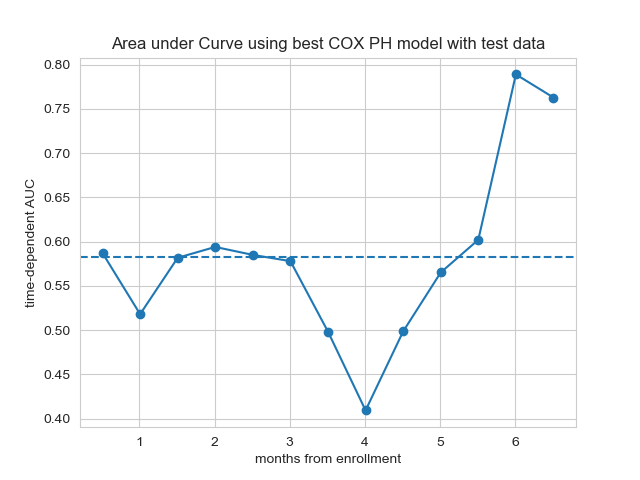 Area under Curve using best COX PH model with test data
time-dependent AUC
0.80
0.75
0.70
0.65
0.60
0.55
0.50
0.45
0.40
1 2 3 4 5 6
months from enrollment